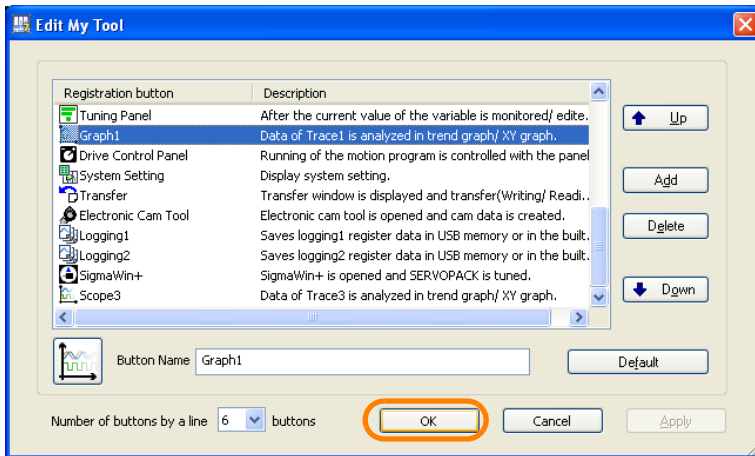 Edit My Tool
Registration button Description
Tuning Panel After the current value of the variable is monitored/ edite.
Graph1 Data of Trace1 is analyzed in trend graph/ XY graph.
Drive Control Panel Running of the motion program is controlled with the panel
System Setting Display system setting.
Transfer Transfer window is displayed and transfer(Writing/ Readi..
Electronic Cam Tool Electronic cam tool is opened and cam data is created.
Logging1 Saves logging1 register data in USB memory or in the built.
Logging2 Saves logging2 register data in USB memory or in the built.
SigmaWin+ SigmaWin+ is opened and SERVOPACK is tuned.
Scope3 Data of Trace3 is analyzed in trend graph/ XY graph.
Up
Add
Delete
Down
Button Name Graph1 Default
Number of buttons by a line 6 buttons OK Cancel Apply